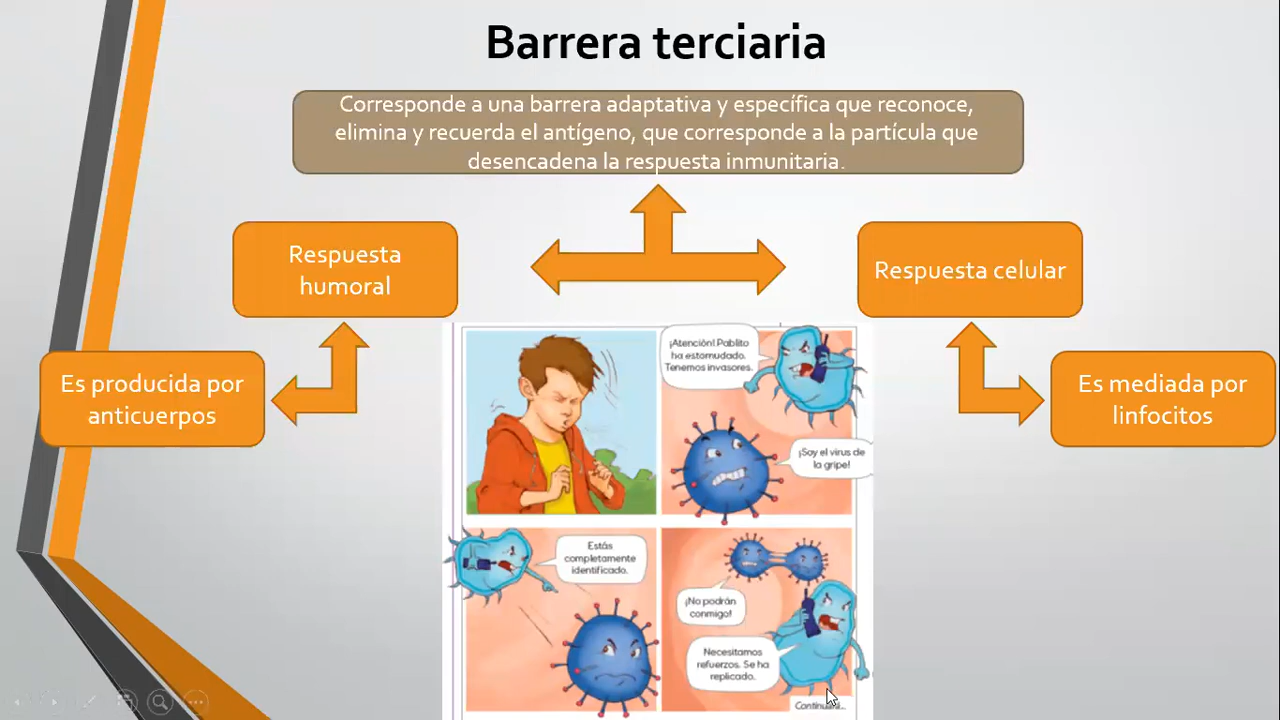 Barrera terciaria
Corresponde a una barrera adaptativa y específica que reconoce,
elimina y recuerda el antígeno, que corresponde a la partícula que
desencadena la respuesta inmunitaria.
Respuesta
humoral
Respuesta celular
Es producida por
anticuerpos
Es mediada por
linfocitos
¡Atención! Pablito
ha estornudado.
Tenemos invasores.
¡Soy el virus de
la gripe!
Estás
completamente
identificado.
¡No podrán
conmigo!
Necesitamos
refuerzos. Se ha
replicado.